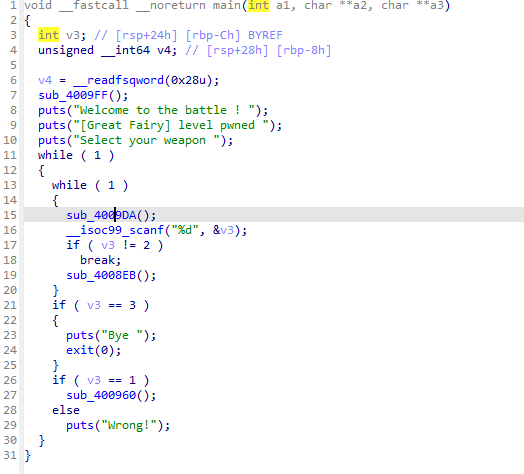 1 void __fastcall __noreturn main(int a1, char **a2, char **a3)
2 {
3 int v3; // [rsp+24h] [rbp-Ch] BYREF
4 unsigned __int64 v4; // [rsp+28h] [rbp-8h]
5
6 v4 = __readfsqword(0x28u);
7 sub_4009FF();
8 puts("Welcome to the battle ! ");
9 puts("[Great Fairy] level pwned ");
10 puts("Select your weapon ");
11 while ( 1 )
12 {
13 while ( 1 )
14 {
15 sub_4009DA();
16 __isoc99_scanf("%d", &v3);
17 if ( v3 != 2 )
18 break;
19 sub_4008EB();
20 }
21 if ( v3 == 3 )
22 {
23 puts("Bye ");
24 exit(0);
25 }
26 if ( v3 == 1 )
27 sub_400960();
28 else
29 puts("Wrong!");
30 }
31 }